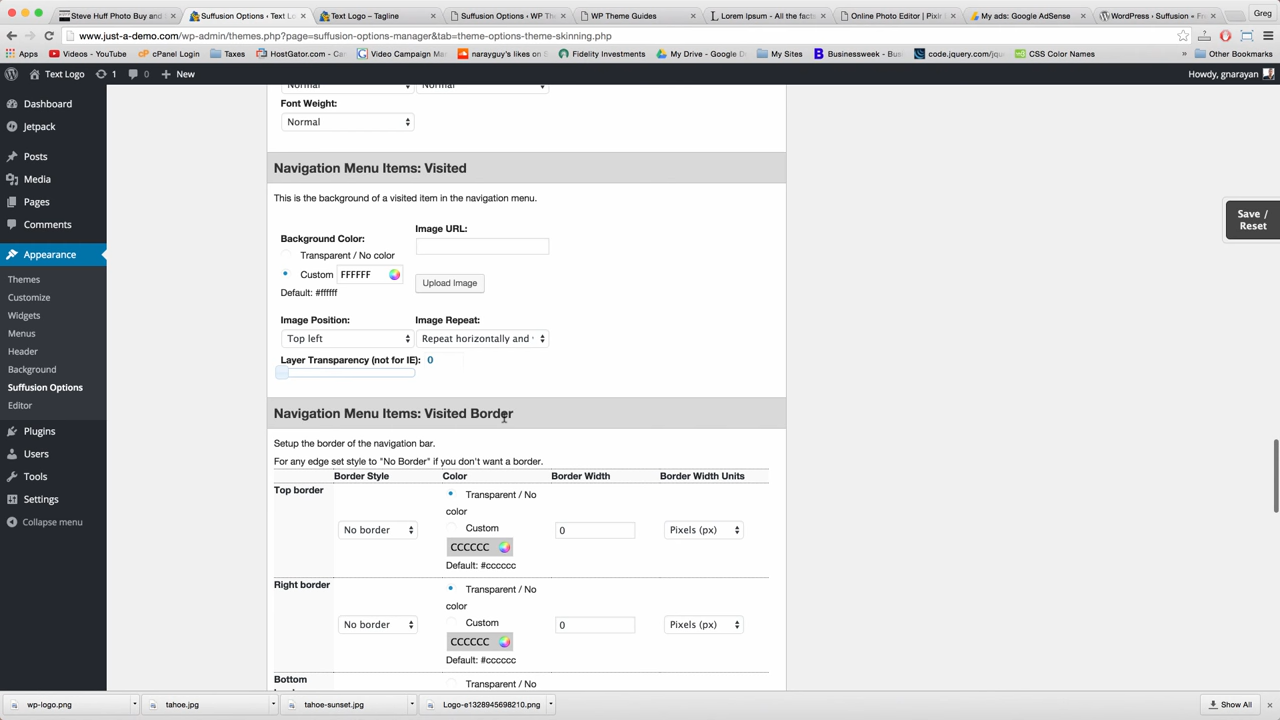 Steve Huff Photo Buy and
Suffusion Options ‹ Text Lo
Text Logo – Tagline
Suffusion Options ‹ WP Th
WP Theme Guides
Lorem Ipsum - All the facts
Online Photo Editor | Pixlr
My ads: Google AdSense
WordPress › Suffusion « Fr
Greg
www.just-a-demo.com/wp-admin/themes.php?page=suffusion-options-manager&tab=theme-options-theme-skinning.php
Apps
Videos - YouTube
Taxes
cPanel Login
HostGator.com - C
Video Campaign Ma
narayguy's likes on
Fidelity Investments
My Drive - Google D
My Sites
Businessweek - Bus
code.jquery.com/jqu
CSS Color Names
»
Other Bookmarks
Text Logo
1
0
New
Howdy, gnarayan
Dashboard
Jetpack
Posts
Media
Pages
Comments
Appearance
Themes
Customize
Widgets
Menus
Header
Background
Suffusion Options
Editor
Plugins
Users
Tools
Settings
Collapse menu
Normal Normal
Font Weight:
Normal
Navigation Menu Items: Visited
This is the background of a visited item in the navigation menu.
Background Color:
Transparent / No color
Custom FFFFFF
Default: #ffffff
Image URL:
Upload Image
Image Position: Image Repeat:
Top left Repeat horizontally and
Layer Transparency (not for IE): 0
Navigation Menu Items: Visited Border
Setup the border of the navigation bar.
For any edge set style to "No Border" if you don't want a border.
Border Style Color Border Width Border Width Units
Top border
No border
Transparent / No
color
Custom
CCCCCC
Default: #cccccc
0
Pixels (px)
Right border
No border
Transparent / No
color
Custom
CCCCCC
Default: #cccccc
0
Pixels (px)
Bottom
Transparent / No
Save /
Reset
wp-logo.png
tahoe.jpg
tahoe-sunset.jpg
Logo-e1328945698210.png
Show All